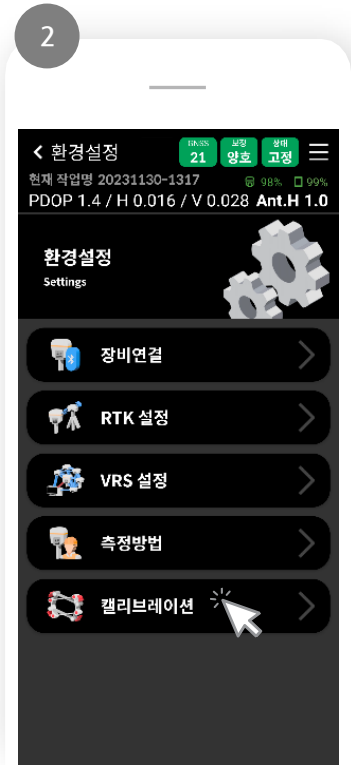 2
환경설정
GNSS 21 보정 양호 상태 고정
현재 작업명 20231130-1317 98% 99%
PDOP 1.4 / H 0.016 / V 0.028 Ant.H 1.0
환경설정
Settings
장비연결
RTK 설정
VRS 설정
측정방법
캘리브레이션